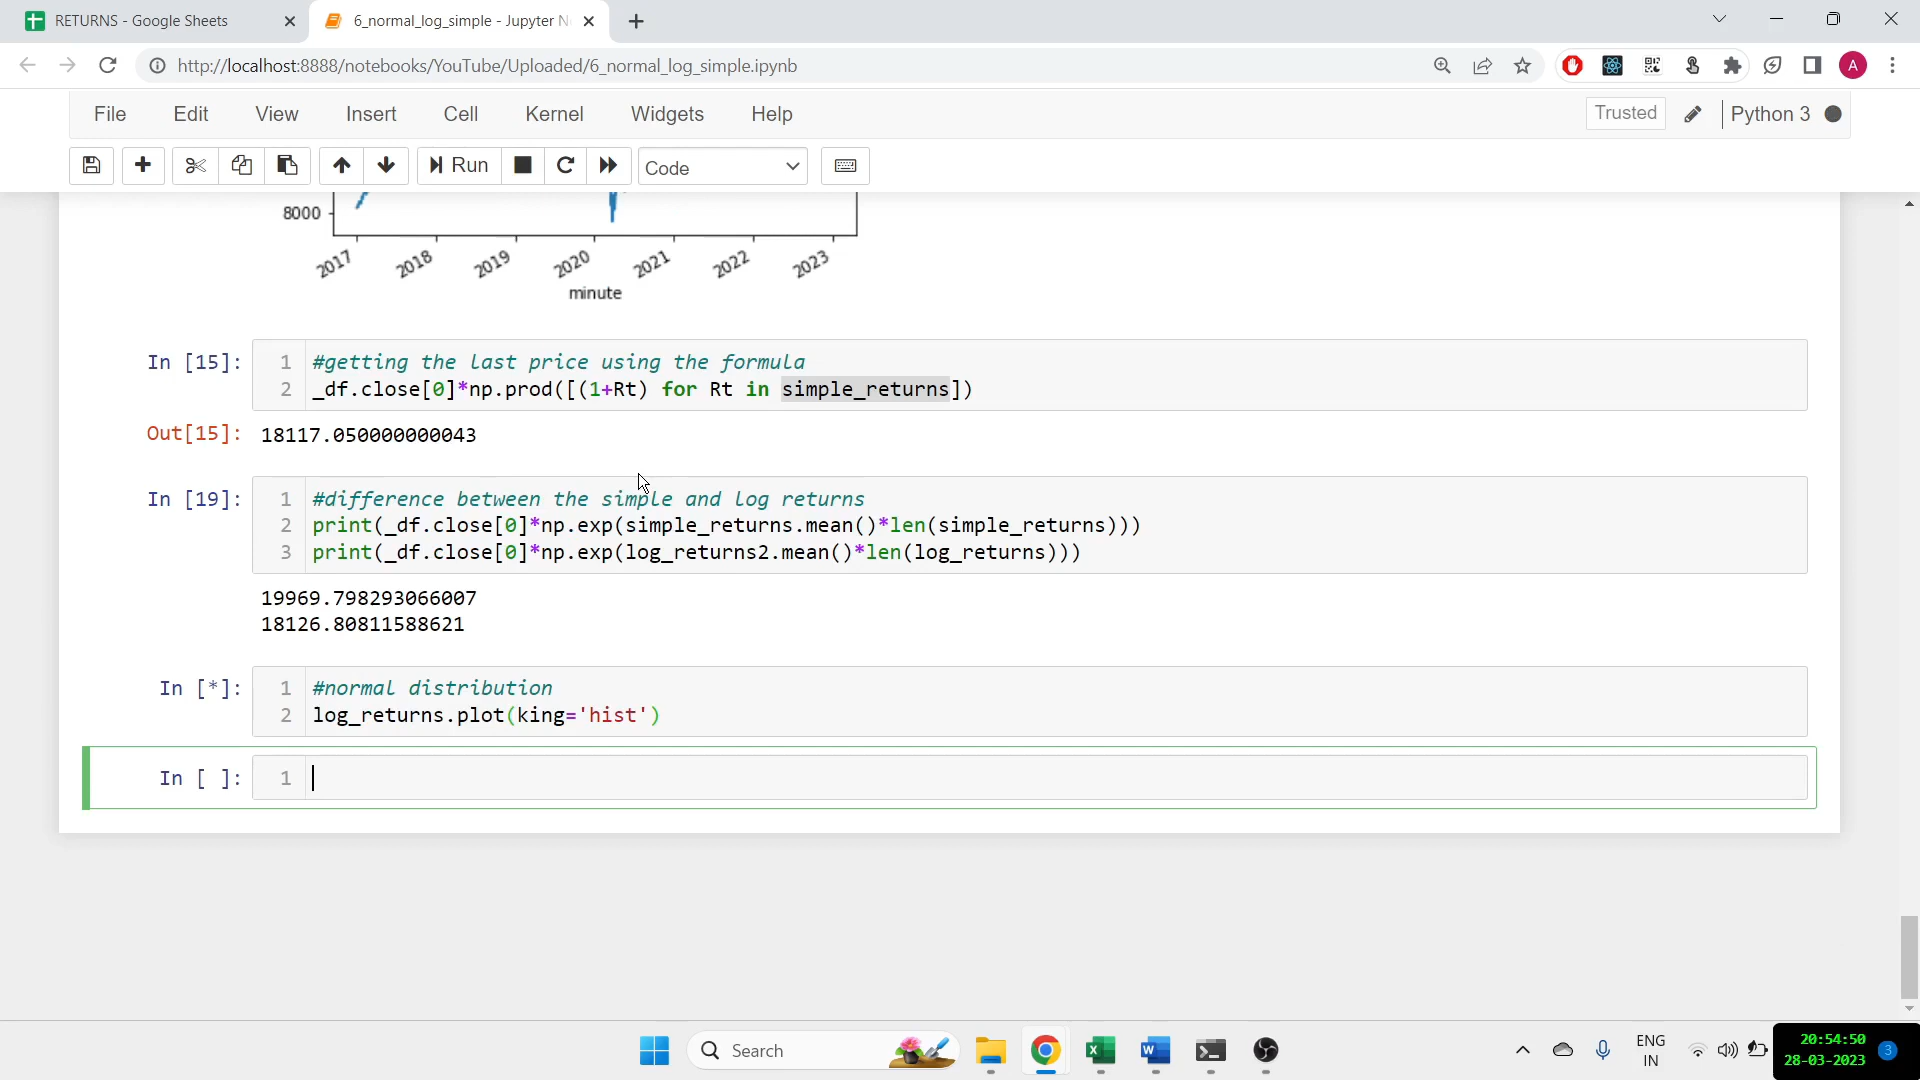 RETURNS - Google Sheets
6_normal_log_simple - Jupyter N
http://localhost:8888/notebooks/YouTube/Uploaded/6_normal_log_simple.ipynb
A
File Edit View Insert Cell Kernel Widgets Help
Trusted Python 3
Run Code
8000
2017 2018 2019 2020 2021 2022 2023
minute
In [15]: 1 #getting the last price using the formula
2 _df.close[0]*np.prod([(1+Rt) for Rt in simple_returns])
Out[15]: 18117.050000000043
In [19]: 1 #difference between the simple and log returns
2 print(_df.close[0]*np.exp(simple_returns.mean()*len(simple_returns)))
3 print(_df.close[0]*np.exp(log_returns2.mean()*len(log_returns)))
19969.798293066007
18126.80811588621
In [*]: 1 #normal distribution
2 log_returns.plot(king='hist')
In [ ]: 1
Search
ENG
IN
20:54:50
28-03-2023
3